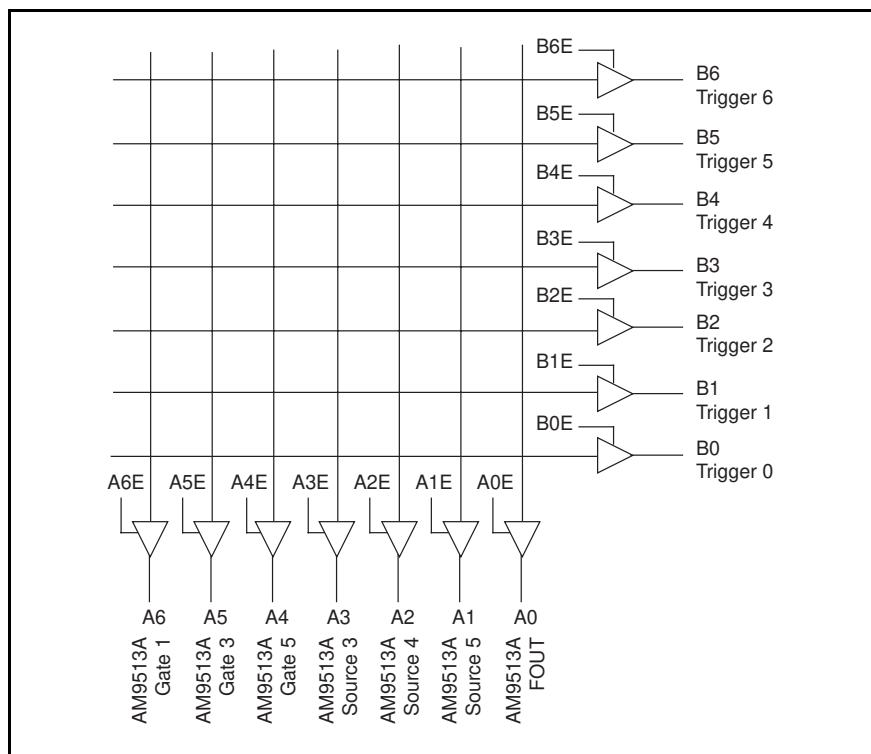 B6E
B6
Trigger 6
B5E
B5
Trigger 5
B4E
B4
Trigger 4
B3E
B3
Trigger 3
B2E
B2
Trigger 2
B1E
B1
Trigger 1
B0E
B0
Trigger 0
A6E A5E A4E A3E A2E A1E A0E
A6 A5 A4 A3 A2 A1 A0
AM9513A
Gate 1
AM9513A
Gate 3
AM9513A
Gate 5
AM9513A
Source 3
AM9513A
Source 4
AM9513A
Source 5
AM9513A
FOUT